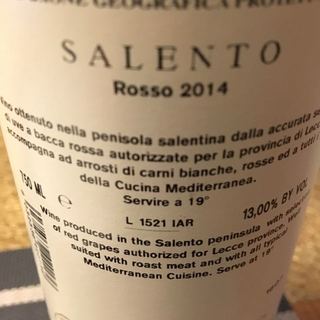 GEOGRAFICA
SALENTO
Rosso 2014
ottenuto nella penisola salentina dalla accurata
di uve a bacca rossa autorizzate per la provincia di
accompagna ad arrosti di carni bianche, rosse ed a tutti i
della Cucina Mediterranea.
Servire a 19°
750 ML e
L 1521 IAR
13,00% BY VOL
Wine produced in the Salento peninsula with
of red grapes authorized for Lecce province. Well
suited with roast meat and with all typical
Mediterranean Cuisine. Serve at 19°